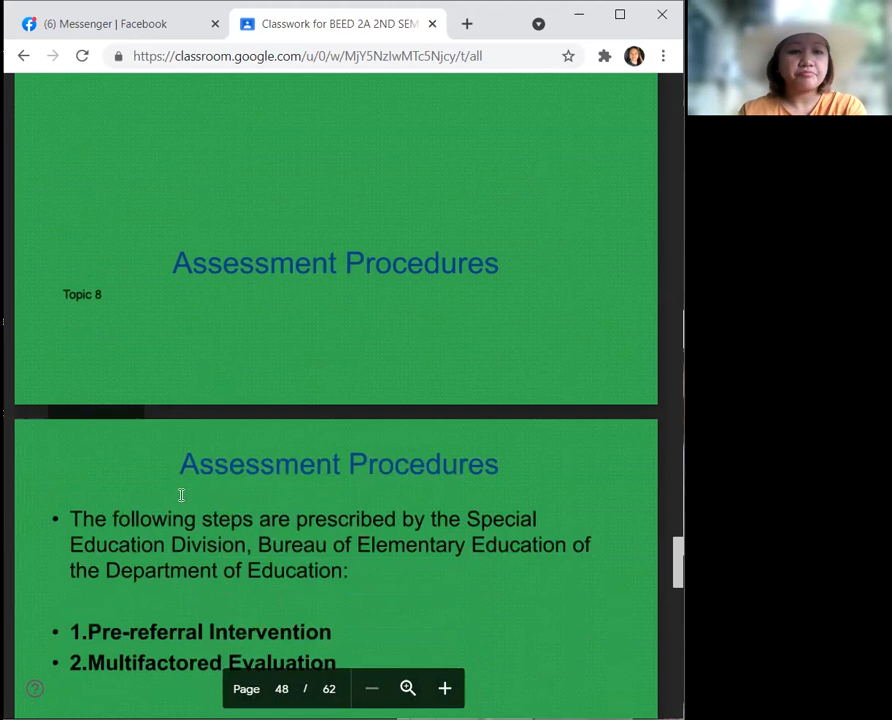 (6) Messenger | Facebook
Classwork for BEED 2A 2ND SEM
https://classroom.google.com/u/0/w/MjY5NzIwMTc5Njcy/t/all
Assessment Procedures
Topic 8
Assessment Procedures
• The following steps are prescribed by the Special
Education Division, Bureau of Elementary Education of
the Department of Education:
• 1.Pre-referral Intervention
• 2.Multifactored Evaluation
Page 48 / 62